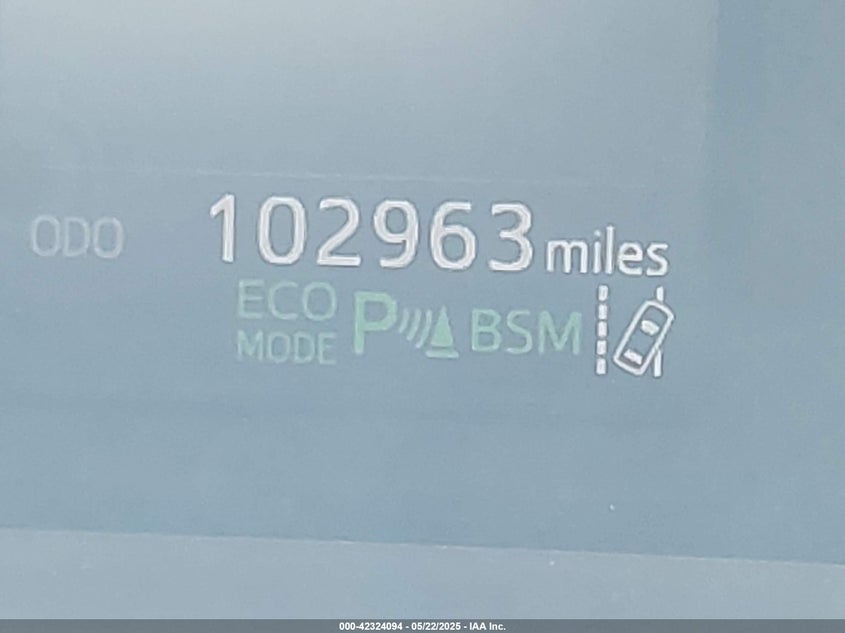 ODO 102963 miles
ECO MODE P BSM
000-42324094 - 05/22/2025 - IAA Inc.